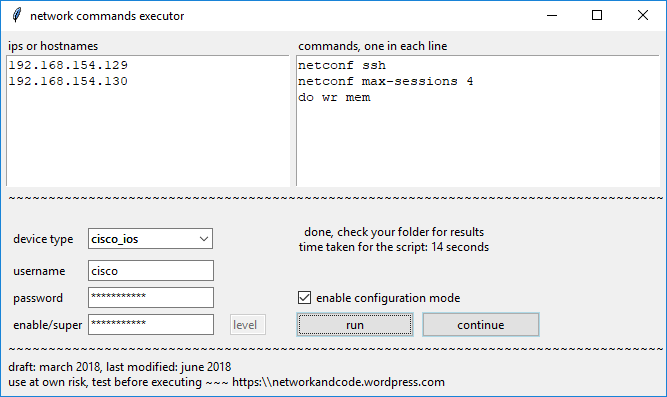 network commands executor
ips or hostnames
commands, one in each line
192.168.154.129
192.168.154.130
netconf ssh
netconf max-sessions 4
do wr mem
~~~~~~~~~~~~~~~~~~~~~~~~~~~~~~~~~~~~~~~~~~~~~~~~~~~~~~~~~~~~~~~~~~~~~~~~~~~~~~~~~~
device type
cisco_ios
username
cisco
password
***********
enable/super
***********
level
done, check your folder for results
time taken for the script: 14 seconds
enable configuration mode
run
continue
~~~~~~~~~~~~~~~~~~~~~~~~~~~~~~~~~~~~~~~~~~~~~~~~~~~~~~~~~~~~~~~~~~~~~~~~~~~~~~~~~~
draft: march 2018, last modified: june 2018
use at own risk, test before executing ~~~ https:\\networkandcode.wordpress.com